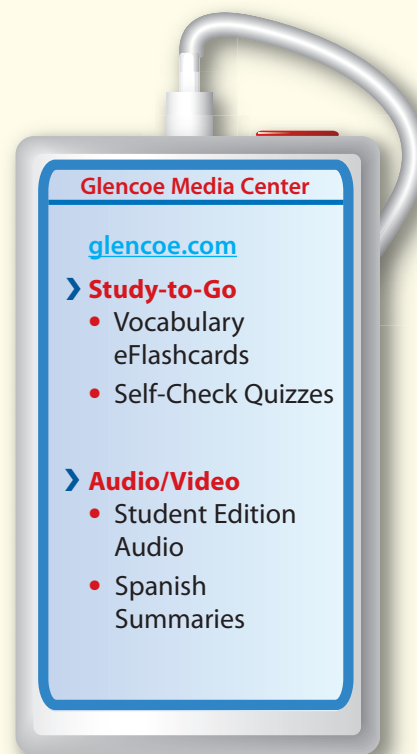 Glencoe Media Center
glencoe.com
❯ Study-to-Go
• Vocabulary
eFlashcards
• Self-Check Quizzes
❯ Audio/Video
• Student Edition
Audio
• Spanish
Summaries